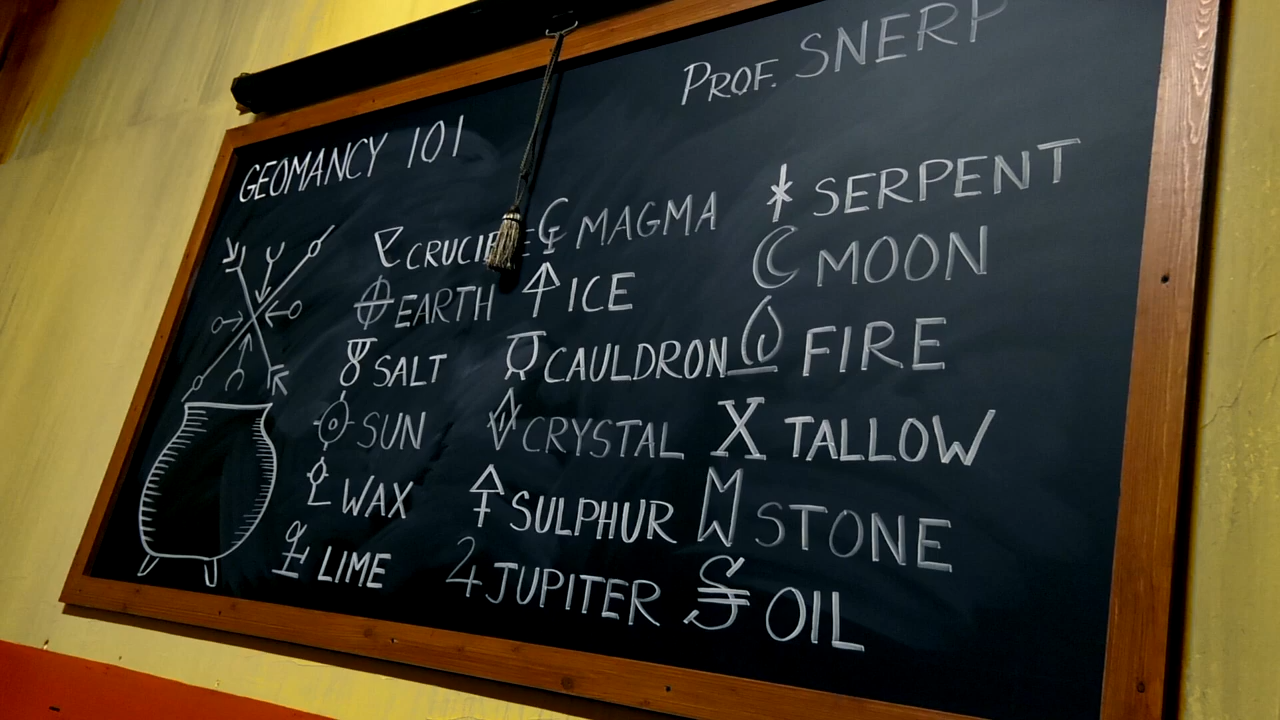 PROF. SNERP
GEOMANCY 101
EARTH
SALT
SUN
WAX
LIME
MAGMA
ICE
CAULDRON
CRYSTAL
SULPHUR
JUPITER
SERPENT
MOON
FIRE
TALLOW
STONE
OIL